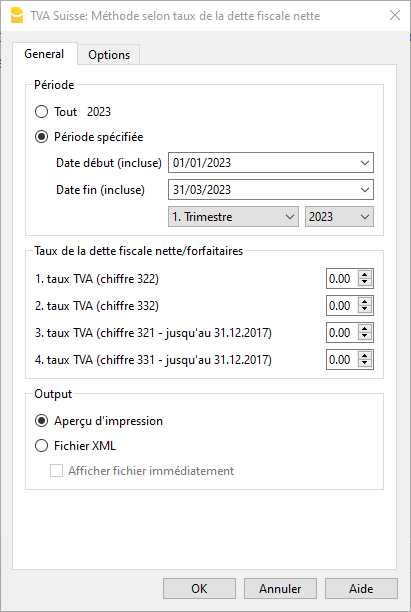 TVA Suisse: Méthode selon taux de la dette fiscale nette
General Options
Période
Tout 2023
Période spécifiée
Date début (incluse) 01/01/2023
Date fin (incluse) 31/03/2023
1. Trimestre 2023
Taux de la dette fiscale nette/forfaitaires
1. taux TVA (chiffre 322) 0.00
2. taux TVA (chiffre 332) 0.00
3. taux TVA (chiffre 321 - jusqu'au 31.12.2017) 0.00
4. taux TVA (chiffre 331 - jusqu'au 31.12.2017) 0.00
Output
Aperçu d'impression
Fichier XML
Afficher fichier immédiatement
OK Annuler Aide